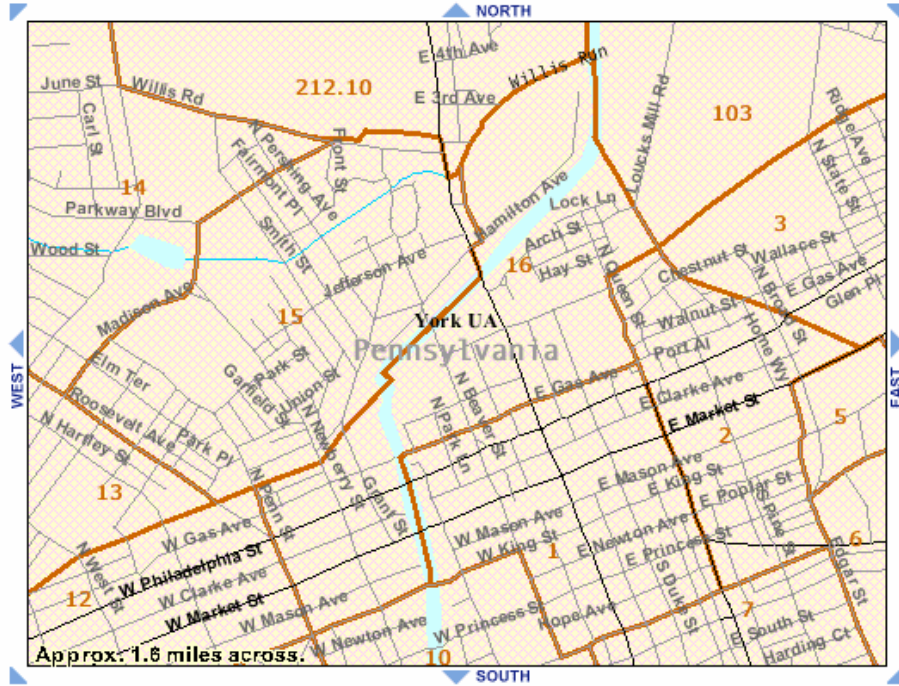 NORTH
E 4th Ave
Willis Run
June St
Willis Rd
212.10
E 3rd Ave
Loucks Mill Rd
103
Ridge Ave
Carl St
N Pershing Ave
Front St
Fairmont Pl
N State St
14
Parkway Blvd
Hamilton Ave
Lock Ln
3
Wood St
Smith St
Arch St
Wallace St
Jefferson Ave
16
Hay St
N Queen St
Chestnut St
E Gas Ave
Glen Pl
Madison Ave
15
York UA
Walnut St
N Broad St
Pennsylvania
Port Al
Home Wy
WEST
EAST
Elm Ter
Park St
Garfield St
Union St
E Gas Ave
E Clarke Ave
Roosevelt Ave
N Newberry St
N Park Ln
N Beaver St
E Market St
5
N Hartley St
Park Pl
2
13
N Penn St
Grant St
E Mason Ave
E King St
E Poplar St
S Pine St
W Gas Ave
W Mason Ave
E Newton Ave
6
N West St
W Philadelphia St
W King St
1
E Princess St
Edgar St
12
W Clarke Ave
S Duke St
W Market St
W Mason Ave
W Princess St
Hope Ave
7
W Newton Ave
E South St
Approx. 1.6 miles across.
10
Harding Ct
SOUTH